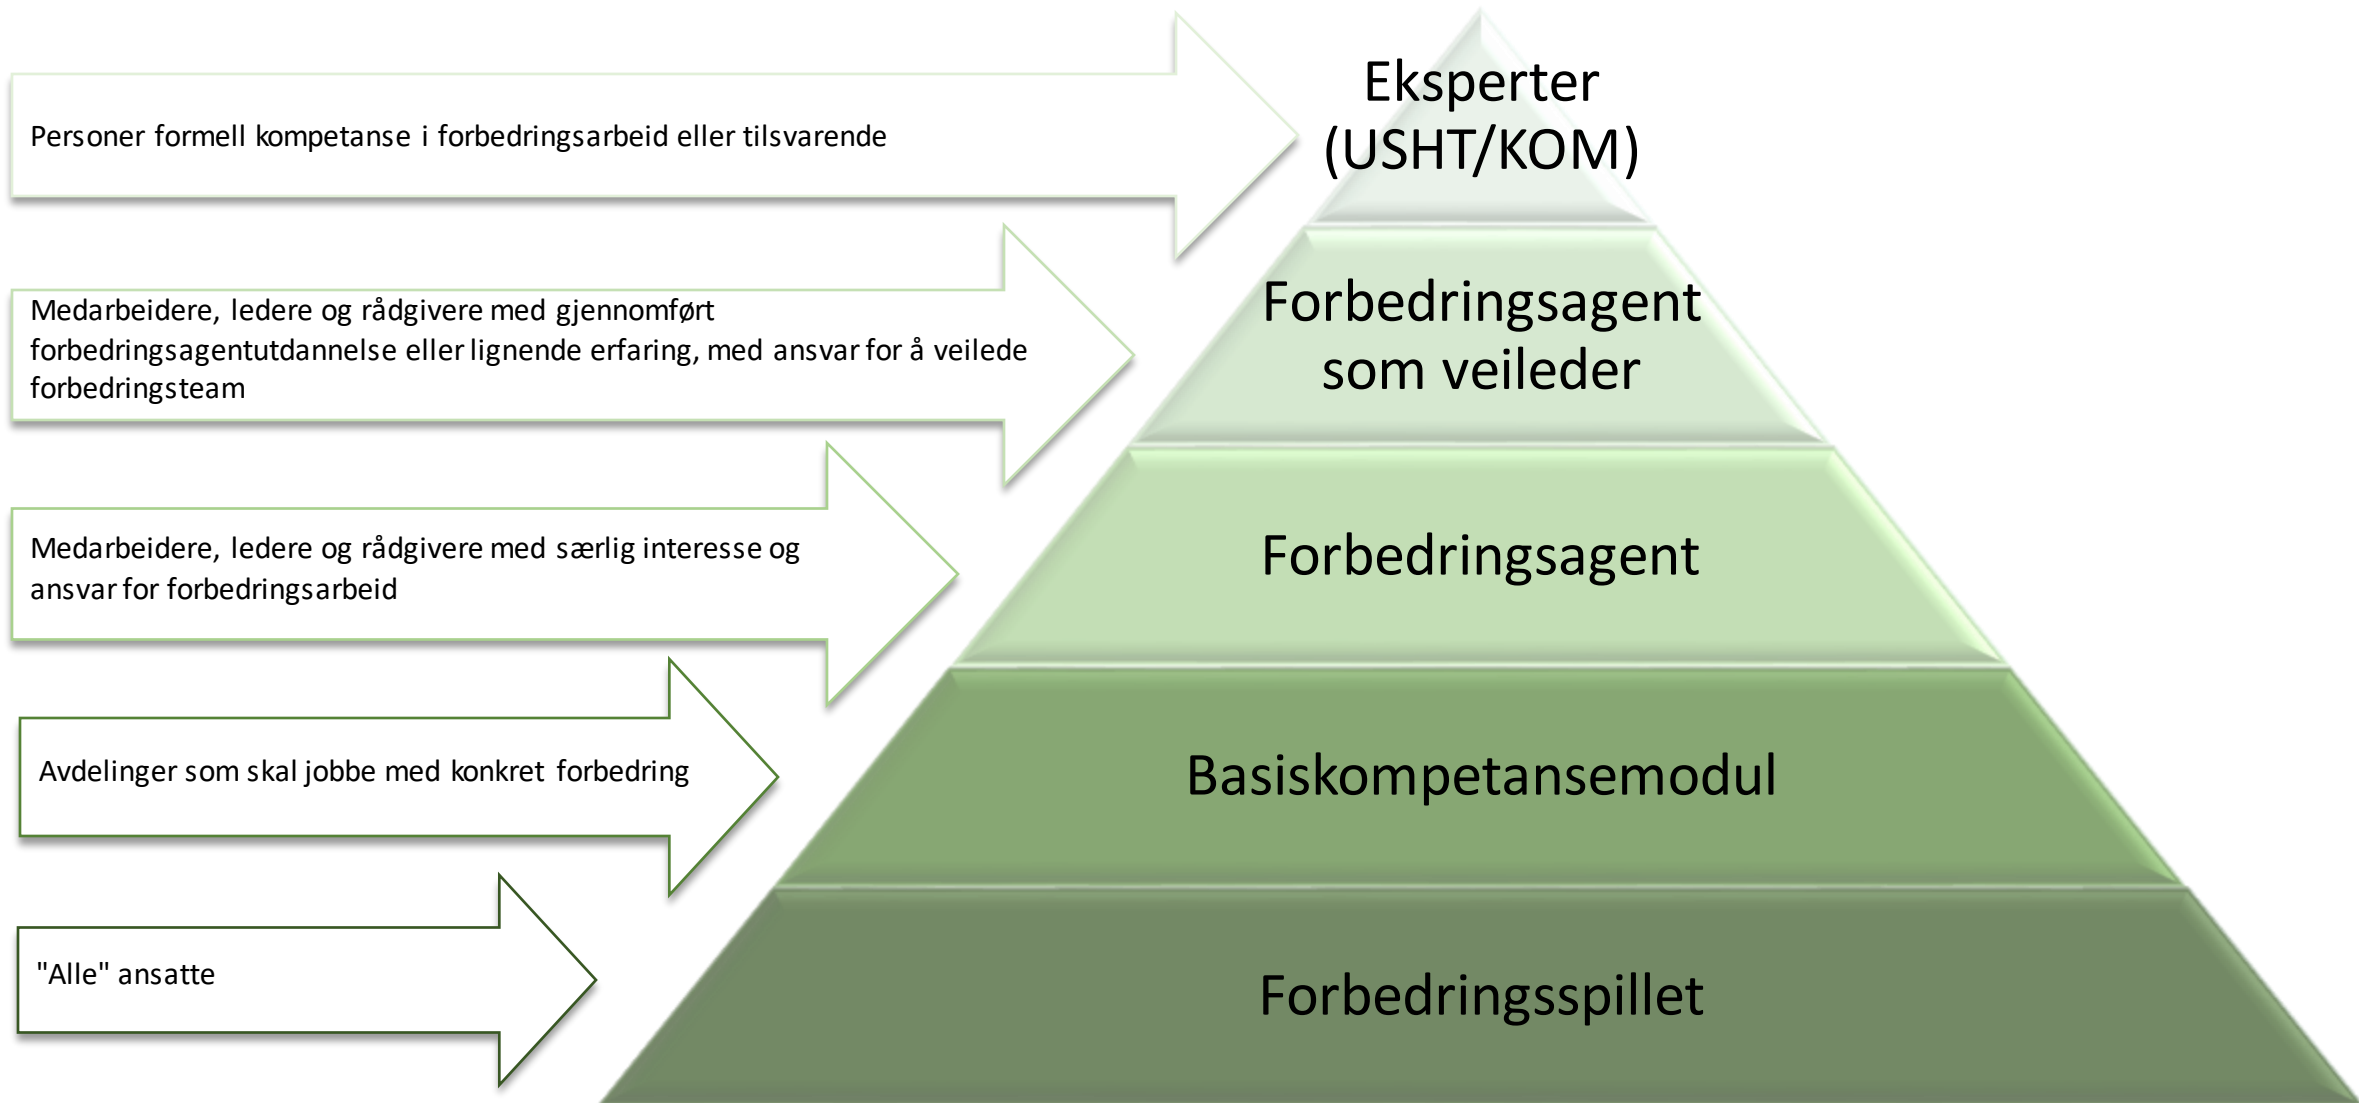 Personer formell kompetanse i forbedringsarbeid eller tilsvarende
Eksperter
(USHT/KOM)
Medarbeidere, ledere og rådgivere med gjennomført
forbedringsagentutdannelse eller lignende erfaring, med ansvar for å veilede
forbedringsteam
Forbedringsagent
som veileder
Medarbeidere, ledere og rådgivere med særlig interesse og
ansvar for forbedringsarbeid
Forbedringsagent
Avdelinger som skal jobbe med konkret forbedring
Basiskompetansemodul
"Alle" ansatte
Forbedringsspillet